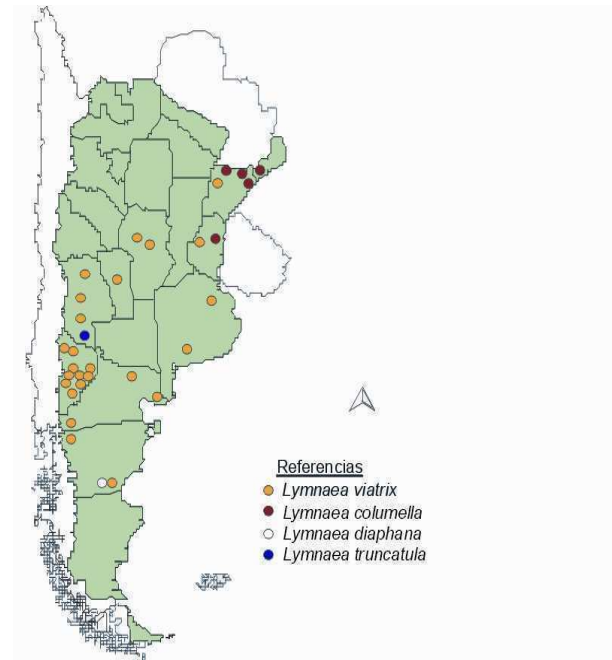 Referencias
Lymnaea viatrix
Lymnaea columella
Lymnaea diaphana
Lymnaea truncatula